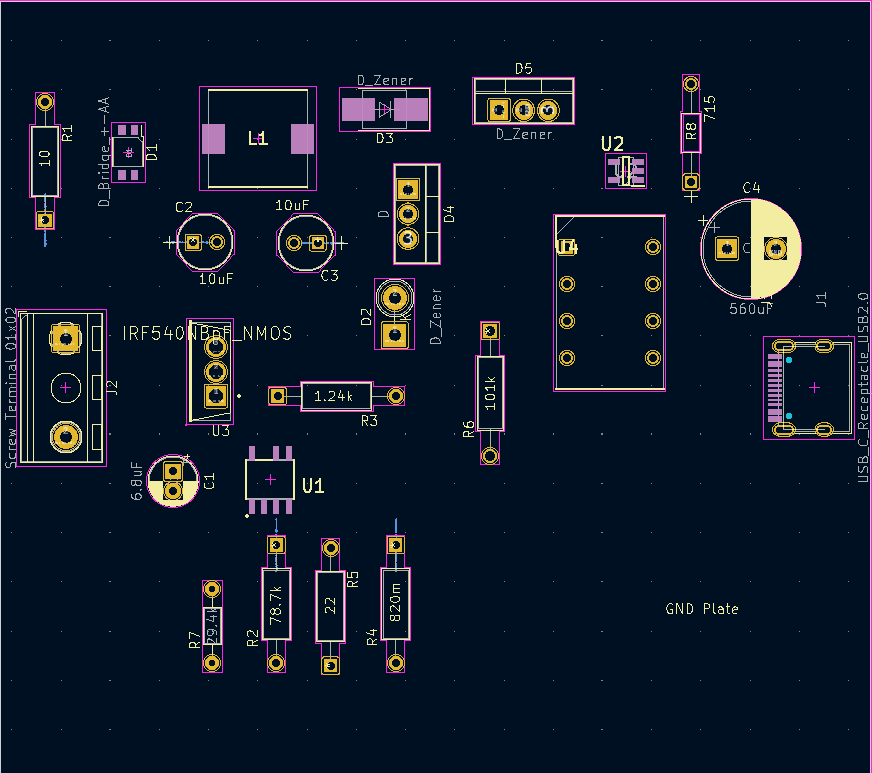 D5
D_Zener
D_Zener
D3
715
R8
R1
10
D_Bridge_+-AA
D1
L1
U2
C4
C2
10uF
10uF
C3
D
D4
560uF
D2
D_Zener
J1
USB_C_Receptacle_USB2.0
Screw_Terminal_01x02
J2
U3
1.24k
R3
101k
R6
6.8uF
C1
U1
78.7k
R2
22
R5
820m
R4
29.4k
R7
GND Plate